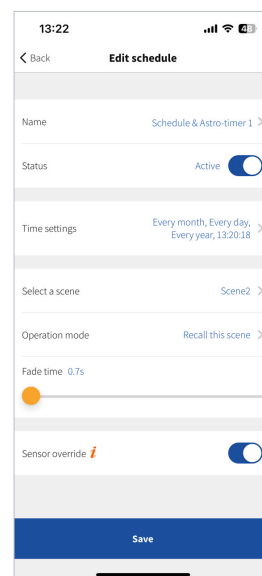 13:22
48
Back
Edit schedule
Name
Schedule & Astro-timer 1
Status
Active
Time settings
Every month, Every day,
Every year, 13:20:18
Select a scene
Scene2
Operation mode
Recall this scene
Fade time 0.7s
Sensor override i
Save